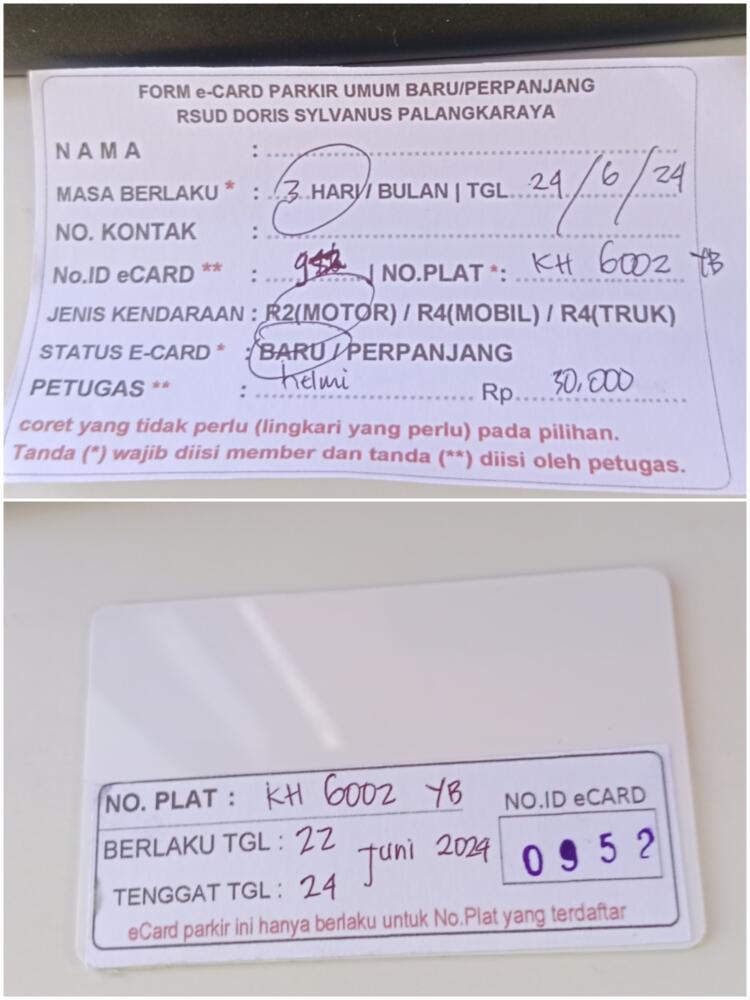 FORM e-CARD PARKIR UMUM BARU/PERPANJANG
RSUD DORIS SYLVANUS PALANGKARAYA
NAMA :
MASA BERLAKU * : 3 HARI / BULAN | TGL 24/6/24
NO. KONTAK :
No.ID eCARD ** : | NO.PLAT *: KH 6002 YB
JENIS KENDARAAN : R2(MOTOR) / R4(MOBIL) / R4(TRUK)
STATUS E-CARD * : BARU / PERPANJANG
PETUGAS ** : helmi Rp. 30,000
coret yang tidak perlu (lingkari yang perlu) pada pilihan.
Tanda (*) wajib diisi member dan tanda (**) diisi oleh petugas.
NO. PLAT : KH 6002 YB
NO.ID eCARD
BERLAKU TGL : 22 Juni 2024
0952
TENGGAT TGL : 24
eCard parkir ini hanya berlaku untuk No.Plat yang terdaftar